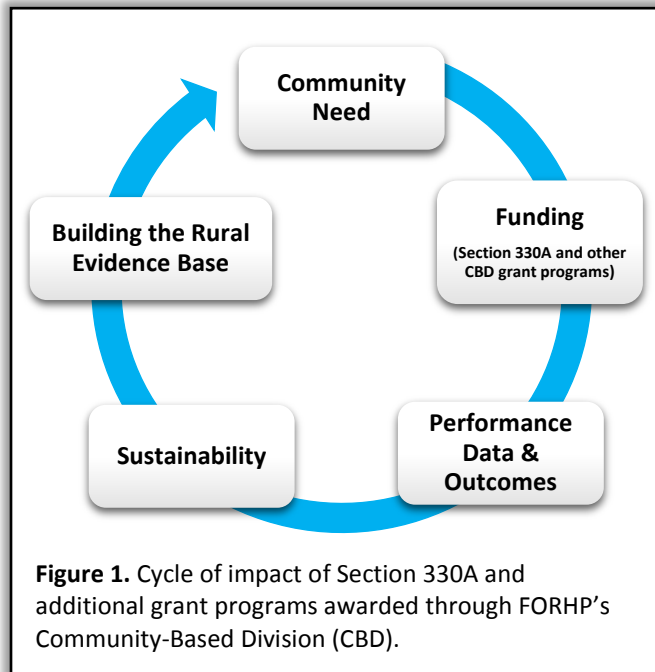 Community
Need
Funding
(Section 330A and other
CBD grant programs)
Performance
Data &
Outcomes
Sustainability
Building the Rural
Evidence Base
Figure 1. Cycle of impact of Section 330A and
additional grant programs awarded through FORHP’s
Community-Based Division (CBD).